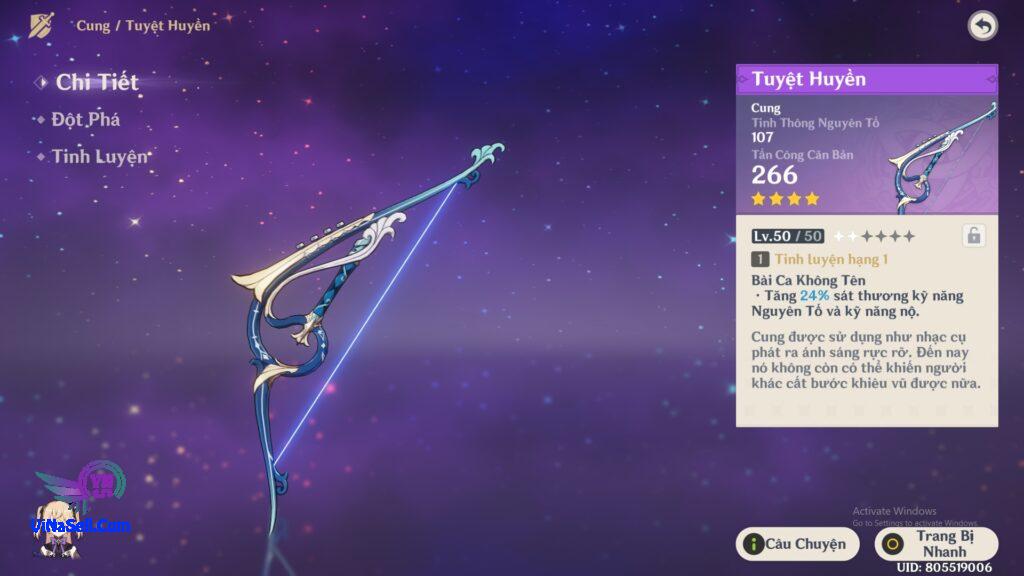 Cung / Tuyệt Huyền
Chi Tiết
Đột Phá
Tinh Luyện
Tuyệt Huyền
Cung
Tinh Thông Nguyên Tố
107
Tấn Công Căn Bản
266
Lv.50 / 50
1 Tinh luyện hạng 1
Bài Ca Không Tên
· Tăng 24% sát thương kỹ năng
Nguyên Tố và kỹ năng nộ.
Cung được sử dụng như nhạc cụ
phát ra ánh sáng rực rỡ. Đến nay
nó không còn có thể khiến người
khác cất bước khiêu vũ được nữa.
ViNaSell.Com
Activate Windows
Go to Settings to activate Windows.
Câu Chuyện
Trang Bị
Nhanh
UID: 805519006